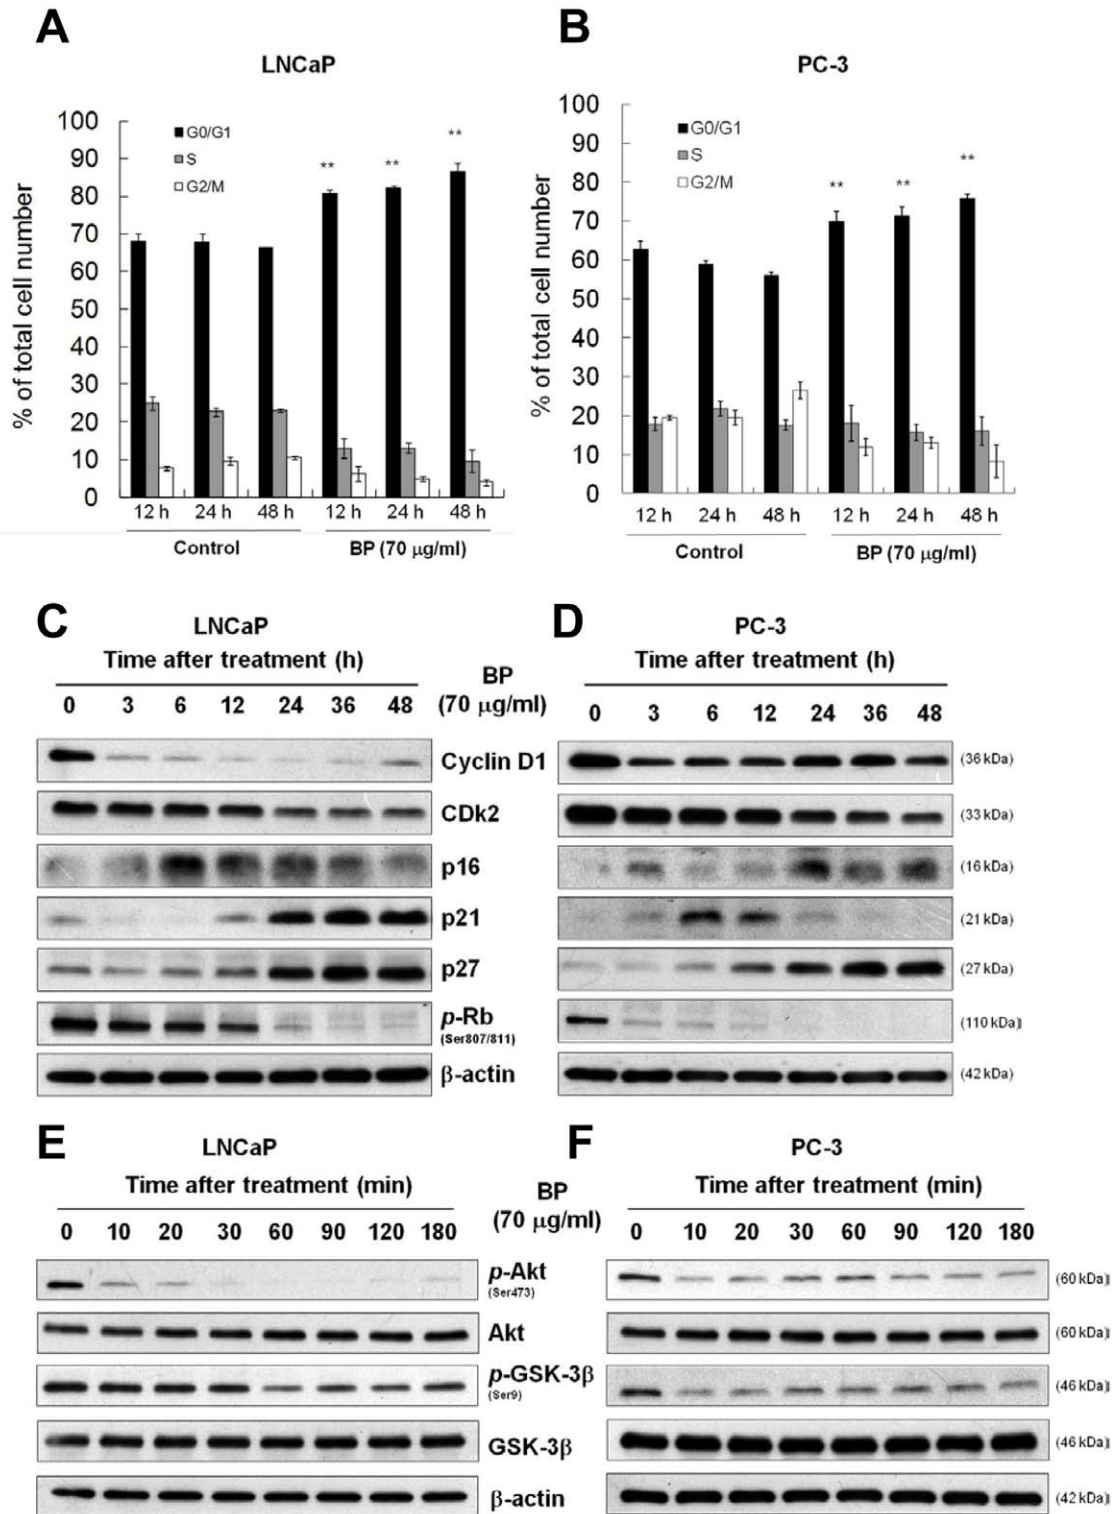 A
LNCaP
% of total cell number
100
90
80
70
60
50
40
30
20
10
0
G0/G1
S
G2/M
**
**
**
12 h 24 h 48 h 12 h 24 h 48 h
Control BP (70 μg/ml)
B
PC-3
% of total cell number
100
90
80
70
60
50
40
30
20
10
0
G0/G1
S
G2/M
**
**
**
12 h 24 h 48 h 12 h 24 h 48 h
Control BP (70 μg/ml)
C
LNCaP
Time after treatment (h)
0 3 6 12 24 36 48
BP
(70 μg/ml)
Cyclin D1
CDk2
p16
p21
p27
p-Rb
(Ser807/811)
β-actin
D
PC-3
Time after treatment (h)
0 3 6 12 24 36 48
(36 kDa)
(33 kDa)
(16 kDa)
(21 kDa)
(27 kDa)
(110 kDa)
(42 kDa)
E
LNCaP
Time after treatment (min)
0 10 20 30 60 90 120 180
BP
(70 μg/ml)
p-Akt
(Ser473)
Akt
p-GSK-3β
(Ser9)
GSK-3β
β-actin
F
PC-3
Time after treatment (min)
0 10 20 30 60 90 120 180
(60 kDa)
(60 kDa)
(46 kDa)
(46 kDa)
(42 kDa)